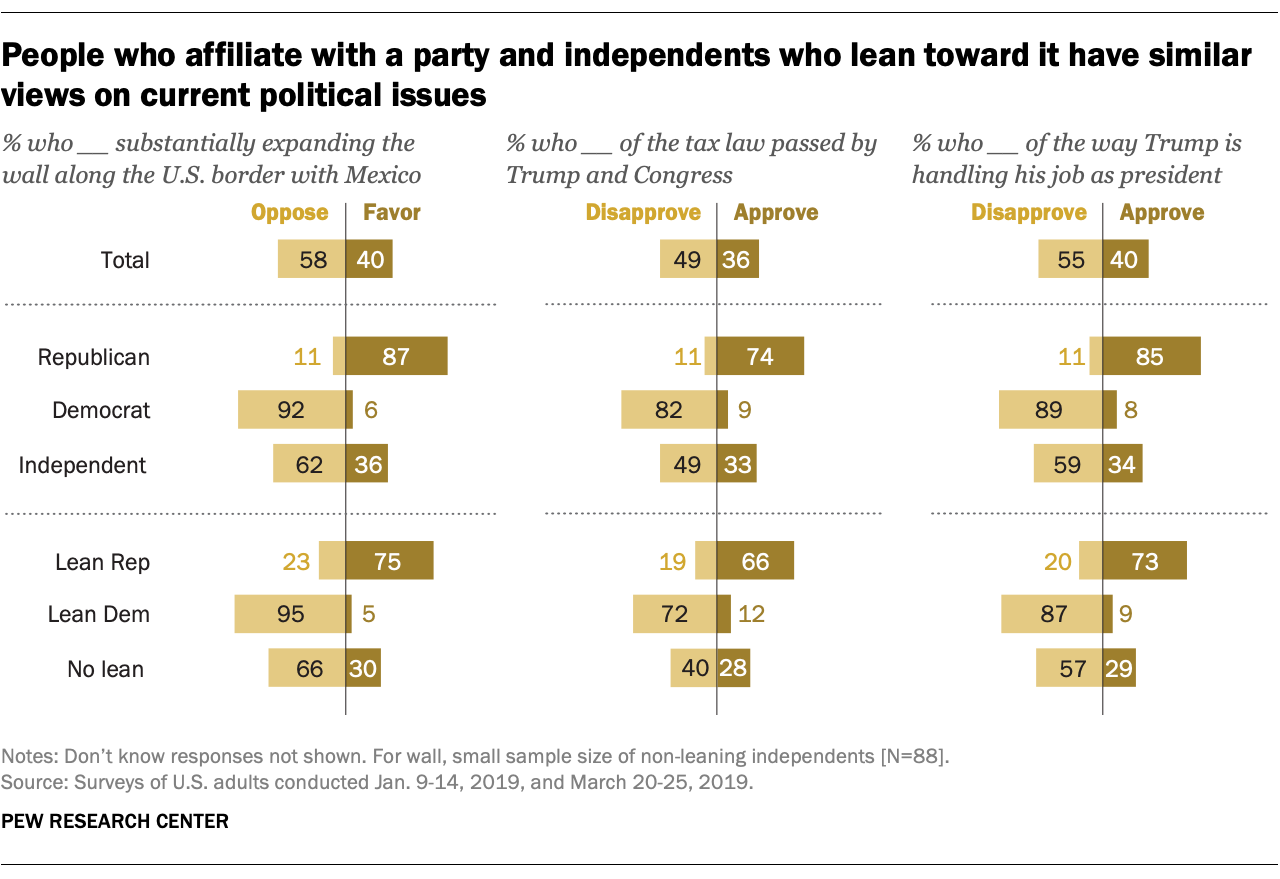 People who affiliate with a party and independents who lean toward it have similar
views on current political issues
% who __ substantially expanding the
wall along the U.S. border with Mexico
% who __ of the tax law passed by
Trump and Congress
% who __ of the way Trump is
handling his job as president
Oppose Favor Disapprove Approve Disapprove Approve
Total 58 40 49 36 55 40
Republican 11 87 11 74 11 85
Democrat 92 6 82 9 89 8
Independent 62 36 49 33 59 34
Lean Rep 23 75 19 66 20 73
Lean Dem 95 5 72 12 87 9
No lean 66 30 40 28 57 29
Notes: Don’t know responses not shown. For wall, small sample size of non-leaning independents [N=88].
Source: Surveys of U.S. adults conducted Jan. 9-14, 2019, and March 20-25, 2019.
PEW RESEARCH CENTER